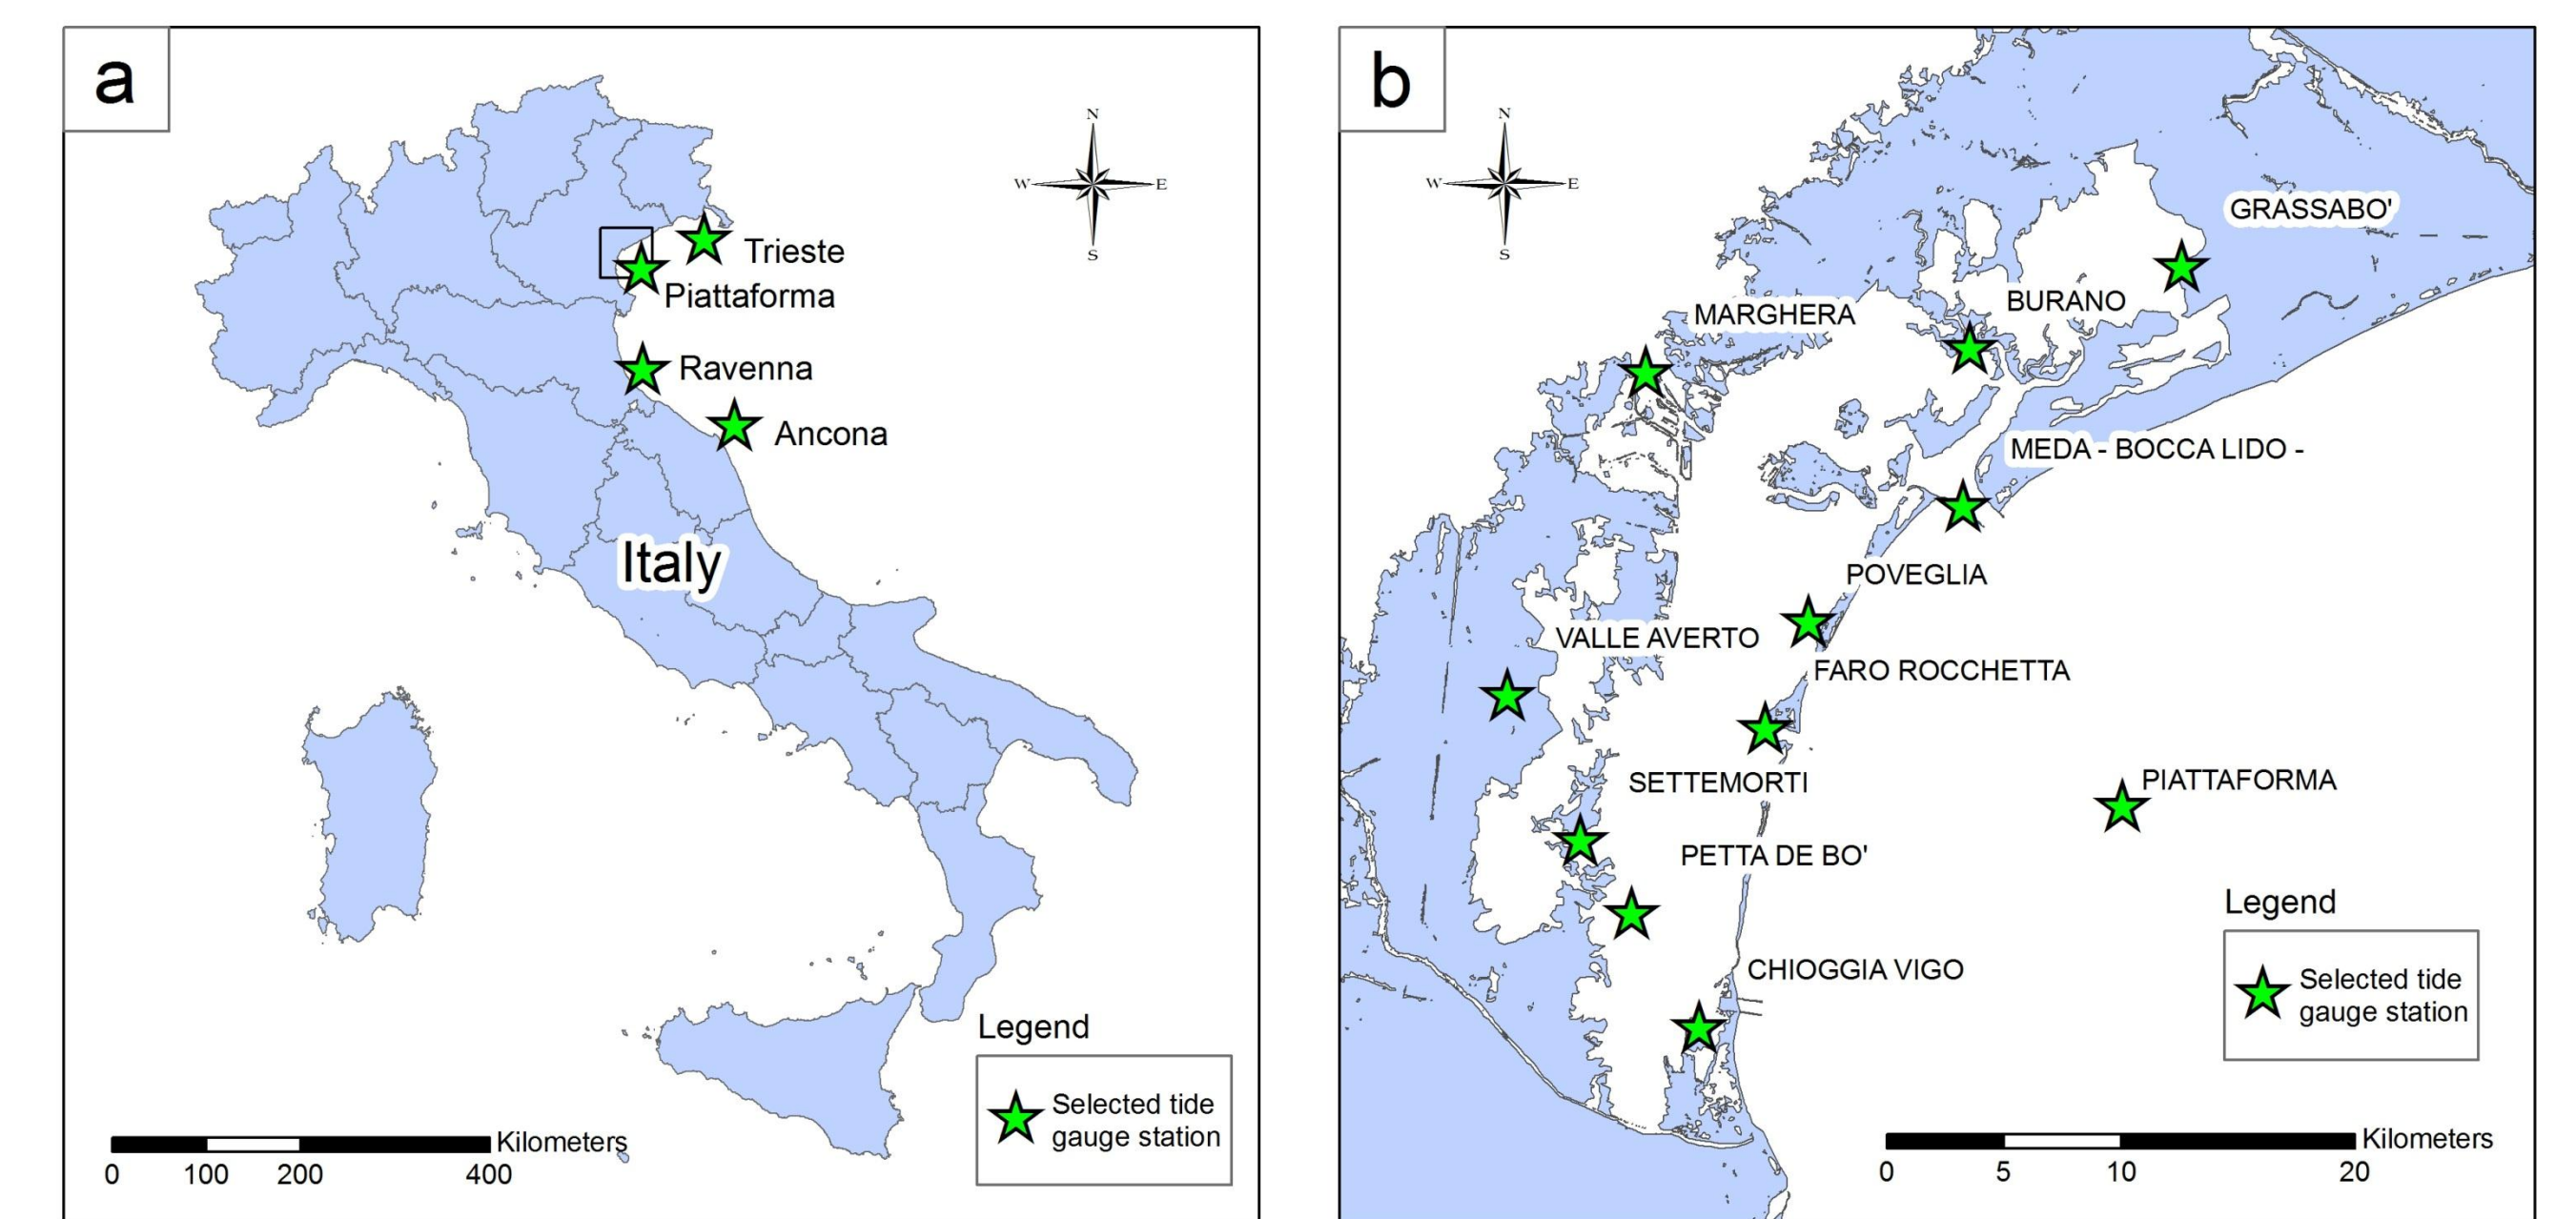 a
N
W
E
S
Trieste
Piattaforma
Ravenna
Ancona
Italy
Legend
Selected tide
gauge station
Kilometers
0 100 200 400
b
N
W
E
S
GRASSABO'
BURANO
MARGHERA
MEDA - BOCCA LIDO -
POVEGLIA
VALLE AVERTO
FARO ROCCHETTA
SETTEMORTI
PIATTAFORMA
PETTA DE BO'
CHIOGGIA VIGO
Legend
Selected tide
gauge station
Kilometers
0 5 10 20